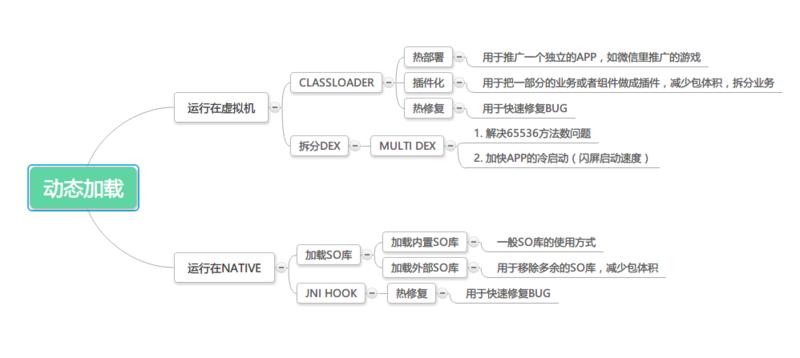 动态加载
运行在虚拟机
CLASSLOADER
热部署
用于推广一个独立的APP，如微信里推广的游戏
插件化
用于把一部分的业务或者组件做成插件，减少包体积，拆分业务
热修复
用于快速修复BUG
拆分DEX
MULTI DEX
1. 解决65536方法数问题
2. 加快APP的冷启动（闪屏启动速度）
运行在NATIVE
加载SO库
加载内置SO库
一般SO库的使用方式
加载外部SO库
用于移除多余的SO库，减少包体积
JNI HOOK
热修复
用于快速修复BUG